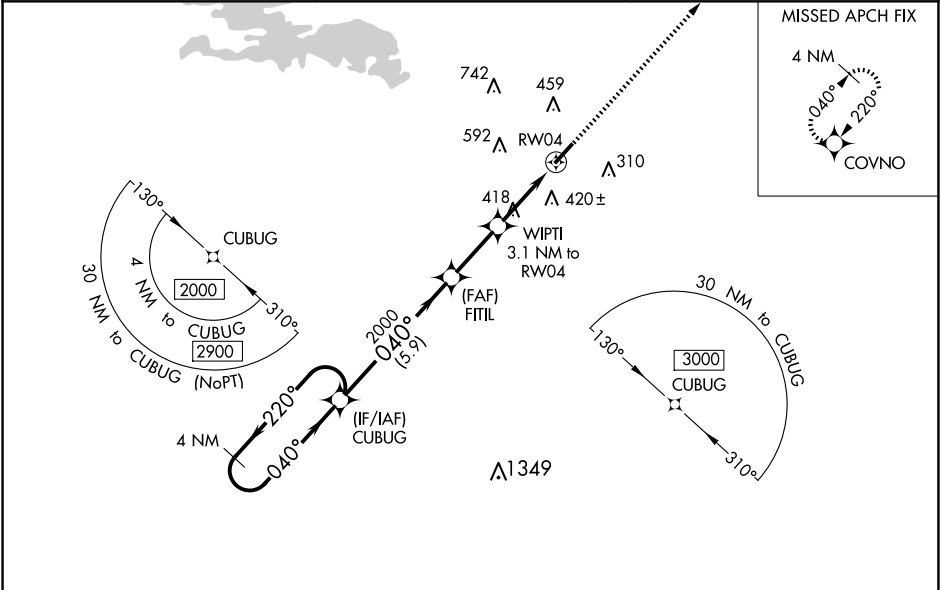 MISSED APCH FIX
4 NM
040°
220°
COVNO
742
459
592
RW04
310
418
420 ±
WIPTI
3.1 NM to
RW04
130°
CUBUG
2000
4 NM to CUBUG
310°
2900
30 NM to CUBUG (NoPT)
(FAF)
FITIL
2000
040°
(5.9)
30 NM to CUBUG
130°
3000
CUBUG
310°
220°
(IF/IAF)
CUBUG
4 NM
040°
1349